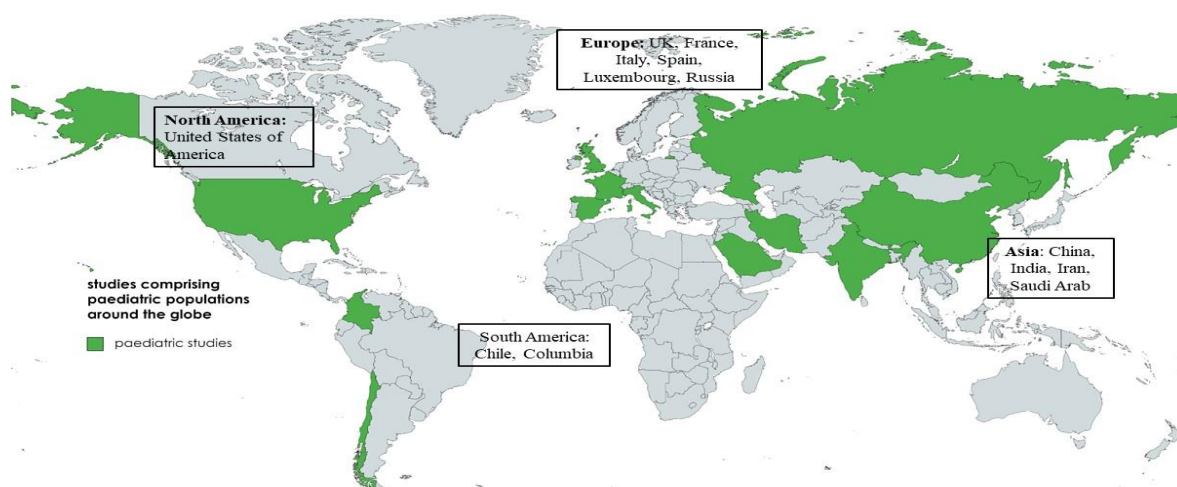 Europe: UK, France,
Italy, Spain,
Luxembourg, Russia
North America:
United States of
America
Asia: China,
India, Iran,
Saudi Arab
studies comprising
paediatric populations
around the globe
paediatric studies
South America:
Chile, Columbia